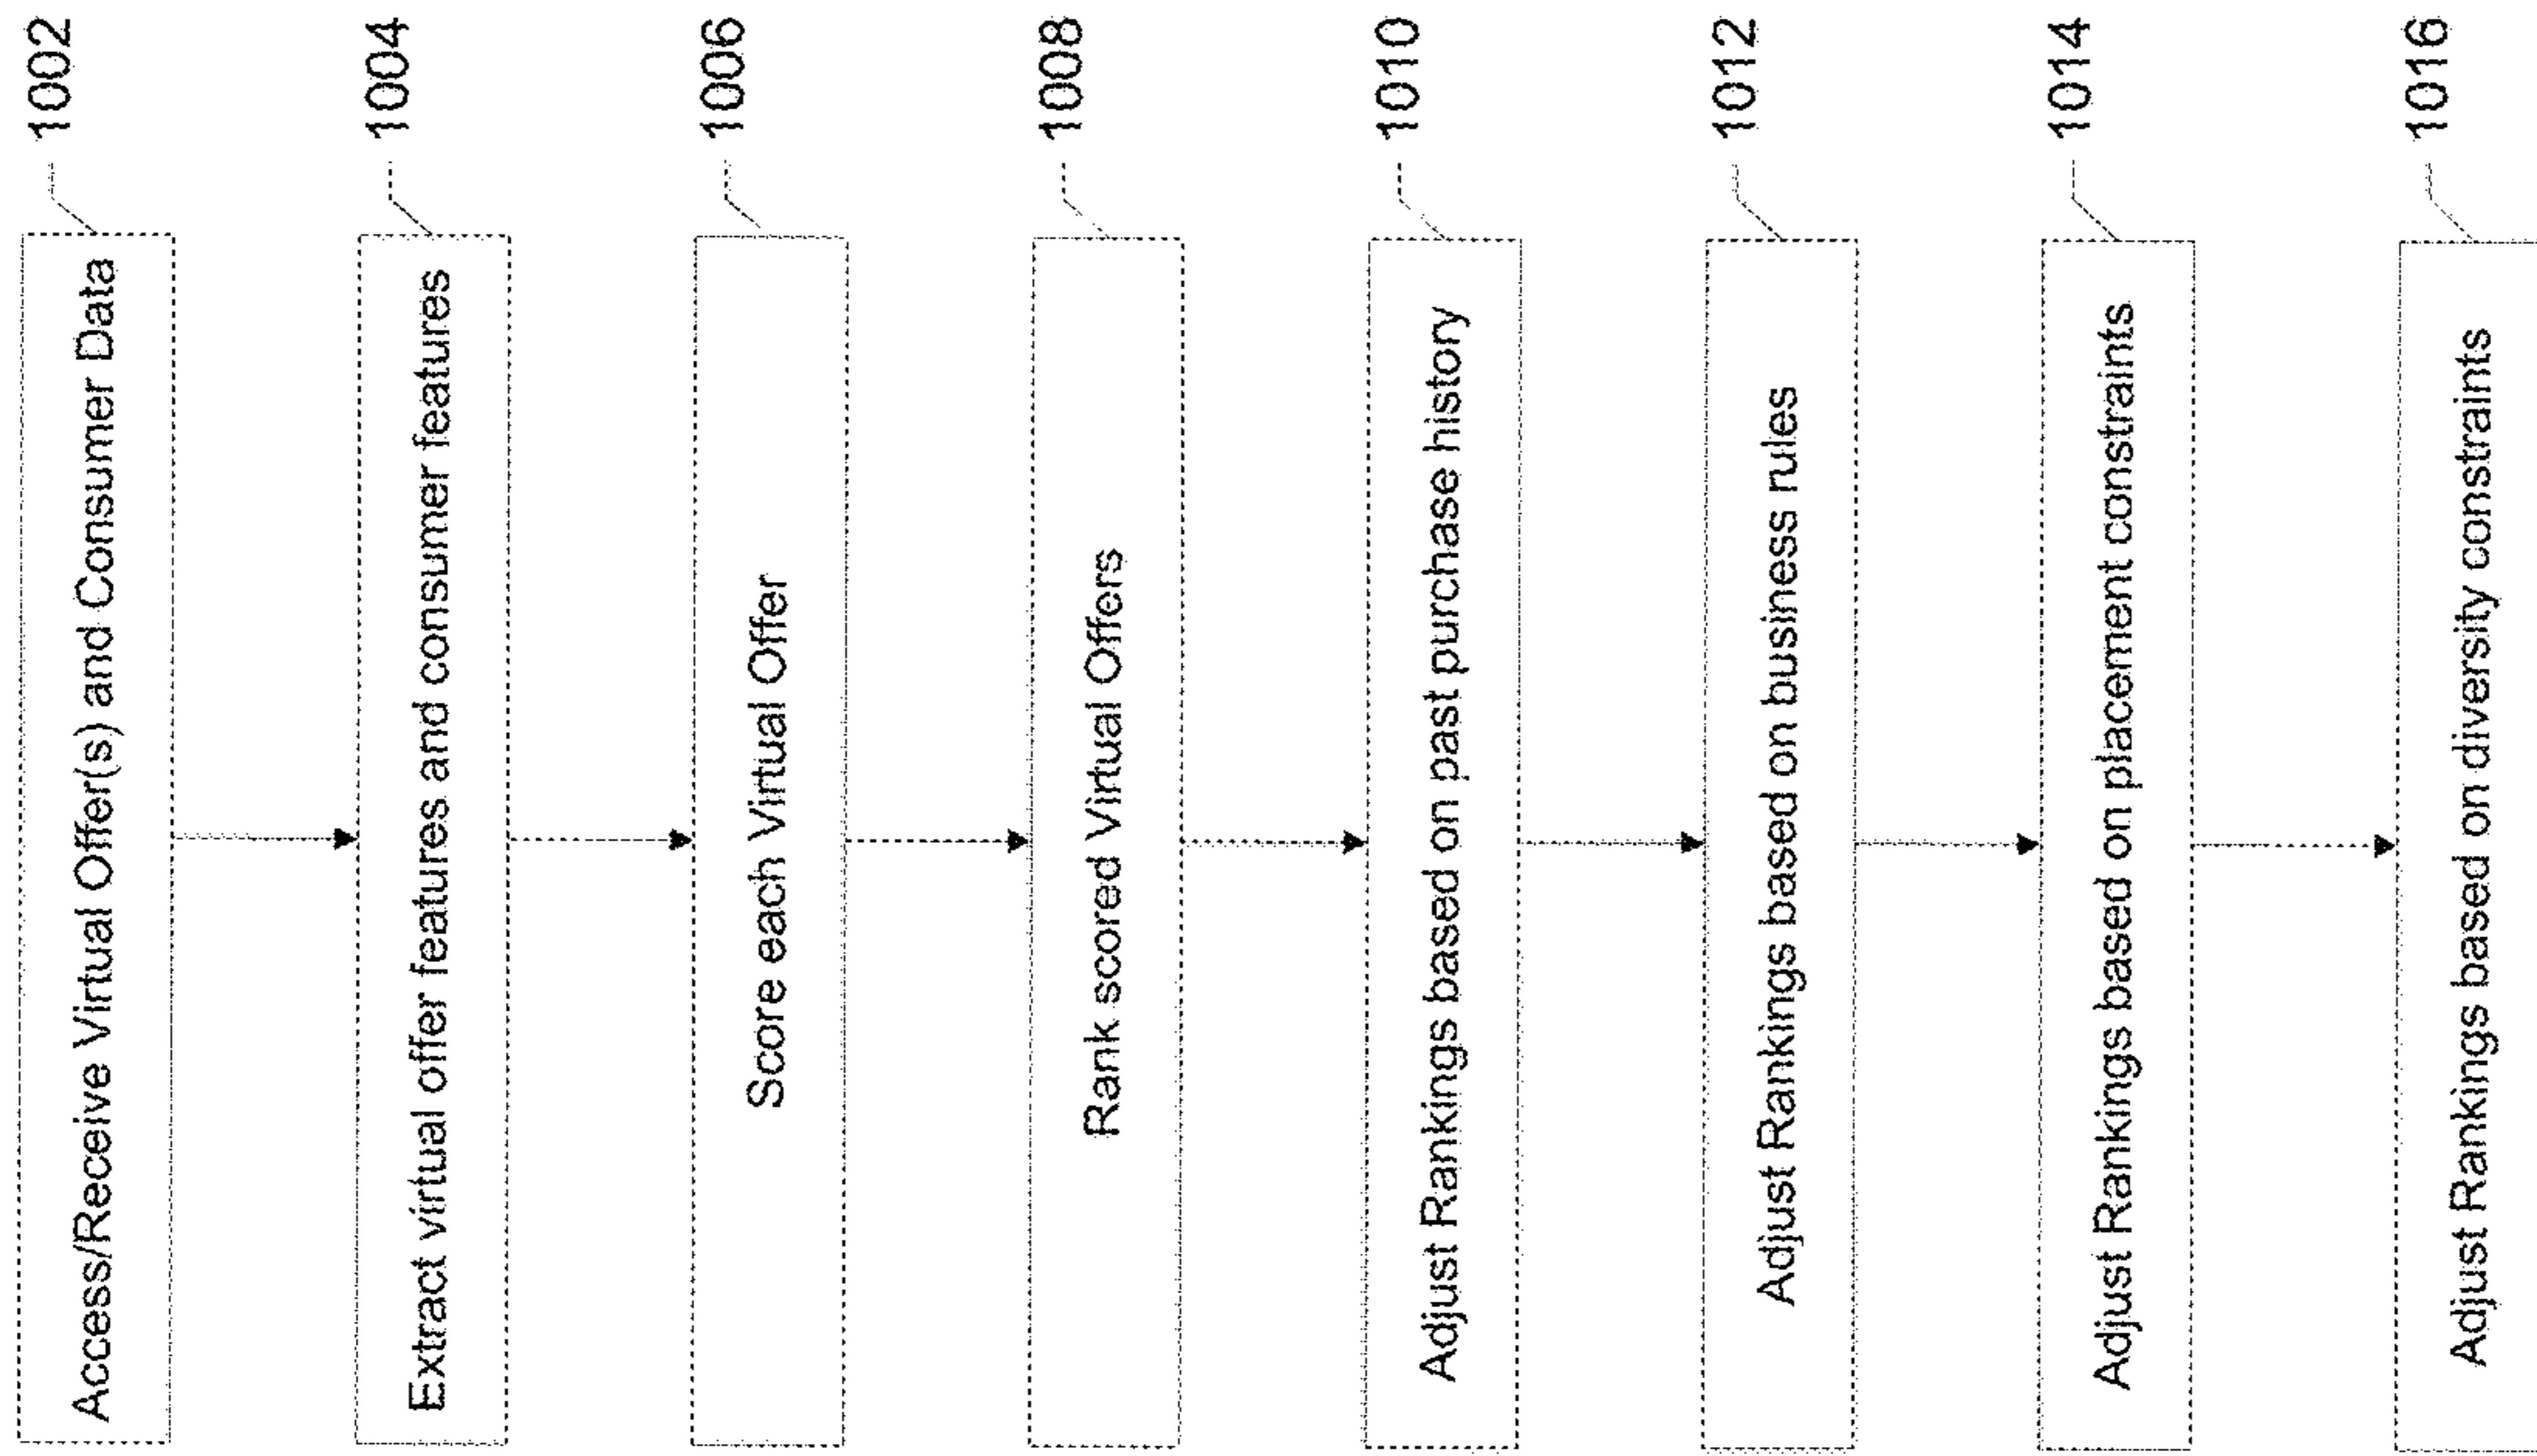 Access/Receive Virtual Offer(s) and Consumer Data
1002
Extract virtual offer features and consumer features
1004
Score each Virtual Offer
1006
Rank scored Virtual Offers
1008
Adjust Rankings based on past purchase history
1010
Adjust Rankings based on business rules
1012
Adjust Rankings based on placement constraints
1014
Adjust Rankings based on diversity constraints
1016